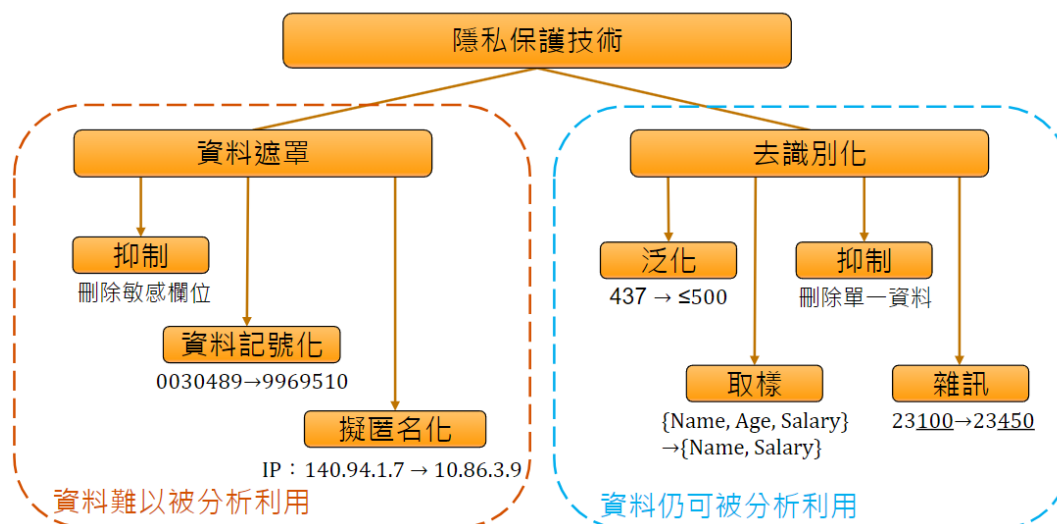 隱私保護技術
資料遮罩
抑制
刪除敏感欄位
資料記號化
0030489→9969510
擬匿名化
IP：140.94.1.7 → 10.86.3.9
資料難以被分析利用
去識別化
泛化
437 → ≤500
抑制
刪除單一資料
取樣
{Name, Age, Salary}
→{Name, Salary}
雜訊
23100→23450
資料仍可被分析利用